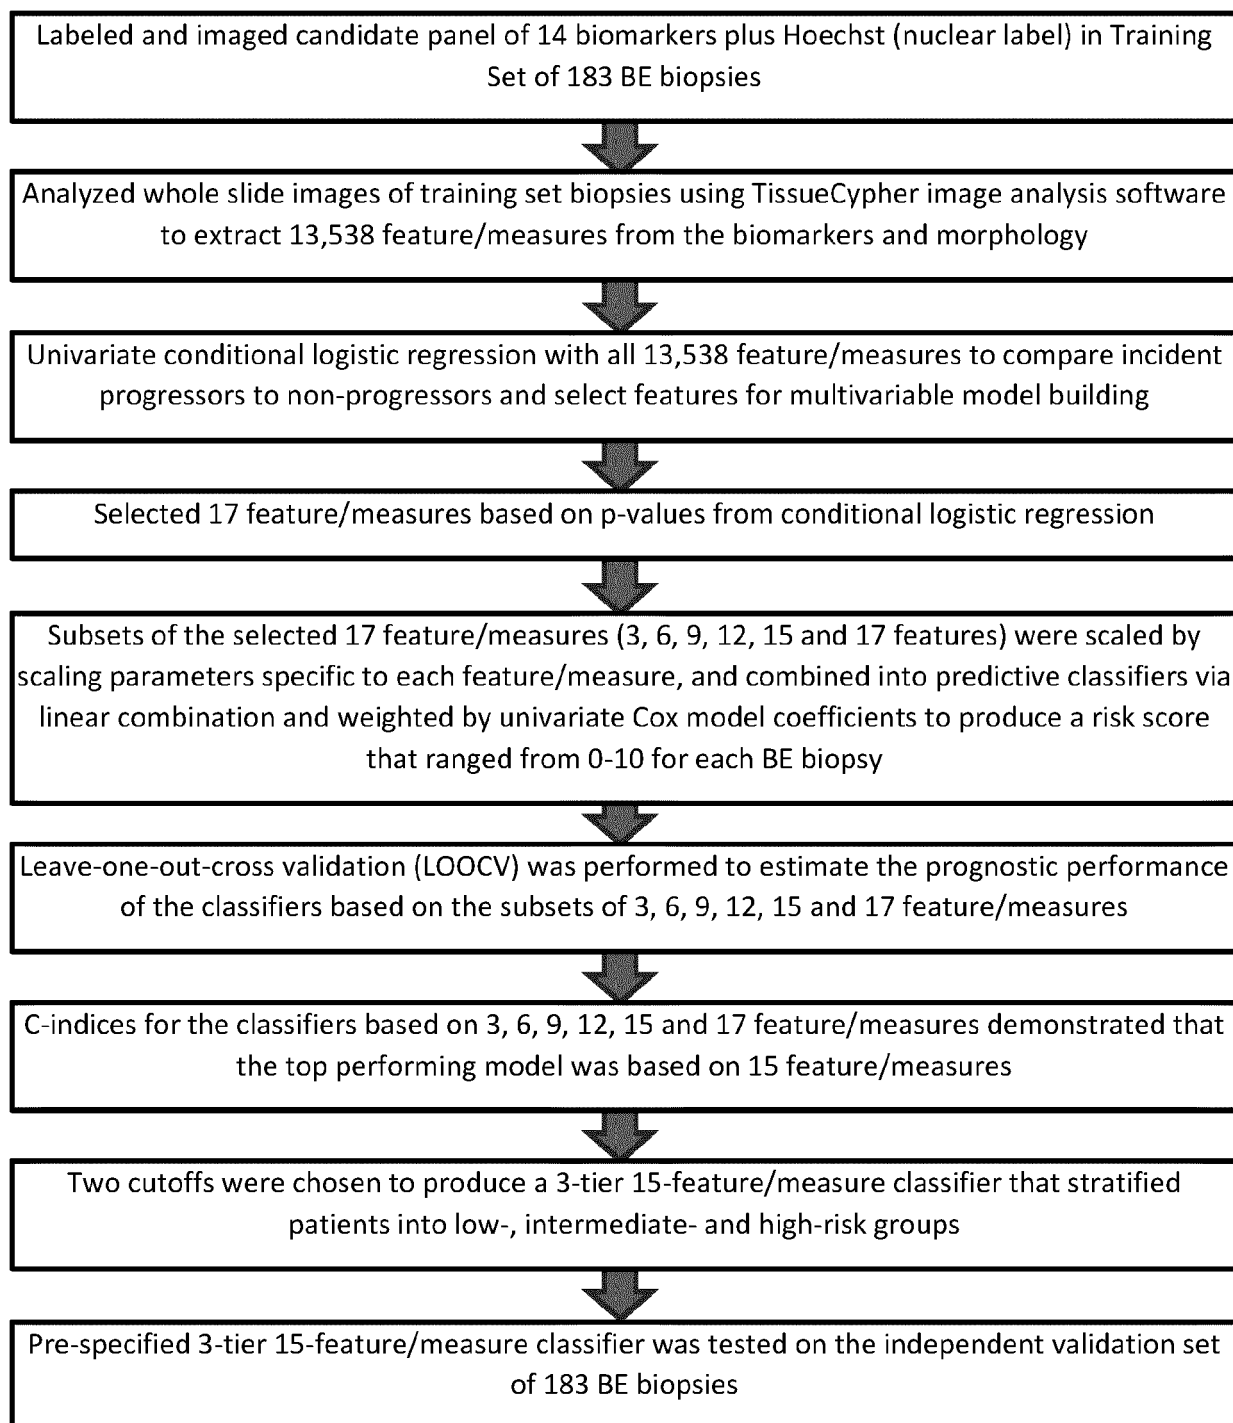 Labeled and imaged candidate panel of 14 biomarkers plus Hoechst (nuclear label) in Training
Set of 183 BE biopsies
Analyzed whole slide images of training set biopsies using TissueCypher image analysis software
to extract 13,538 feature/measures from the biomarkers and morphology
Univariate conditional logistic regression with all 13,538 feature/measures to compare incident
progressors to non-progressors and select features for multivariable model building
Selected 17 feature/measures based on p-values from conditional logistic regression
Subsets of the selected 17 feature/measures (3, 6, 9, 12, 15 and 17 features) were scaled by
scaling parameters specific to each feature/measure, and combined into predictive classifiers via
linear combination and weighted by univariate Cox model coefficients to produce a risk score
that ranged from 0-10 for each BE biopsy
Leave-one-out-cross validation (LOOCV) was performed to estimate the prognostic performance
of the classifiers based on the subsets of 3, 6, 9, 12, 15 and 17 feature/measures
C-indices for the classifiers based on 3, 6, 9, 12, 15 and 17 feature/measures demonstrated that
the top performing model was based on 15 feature/measures
Two cutoffs were chosen to produce a 3-tier 15-feature/measure classifier that stratified
patients into low-, intermediate- and high-risk groups
Pre-specified 3-tier 15-feature/measure classifier was tested on the independent validation set
of 183 BE biopsies